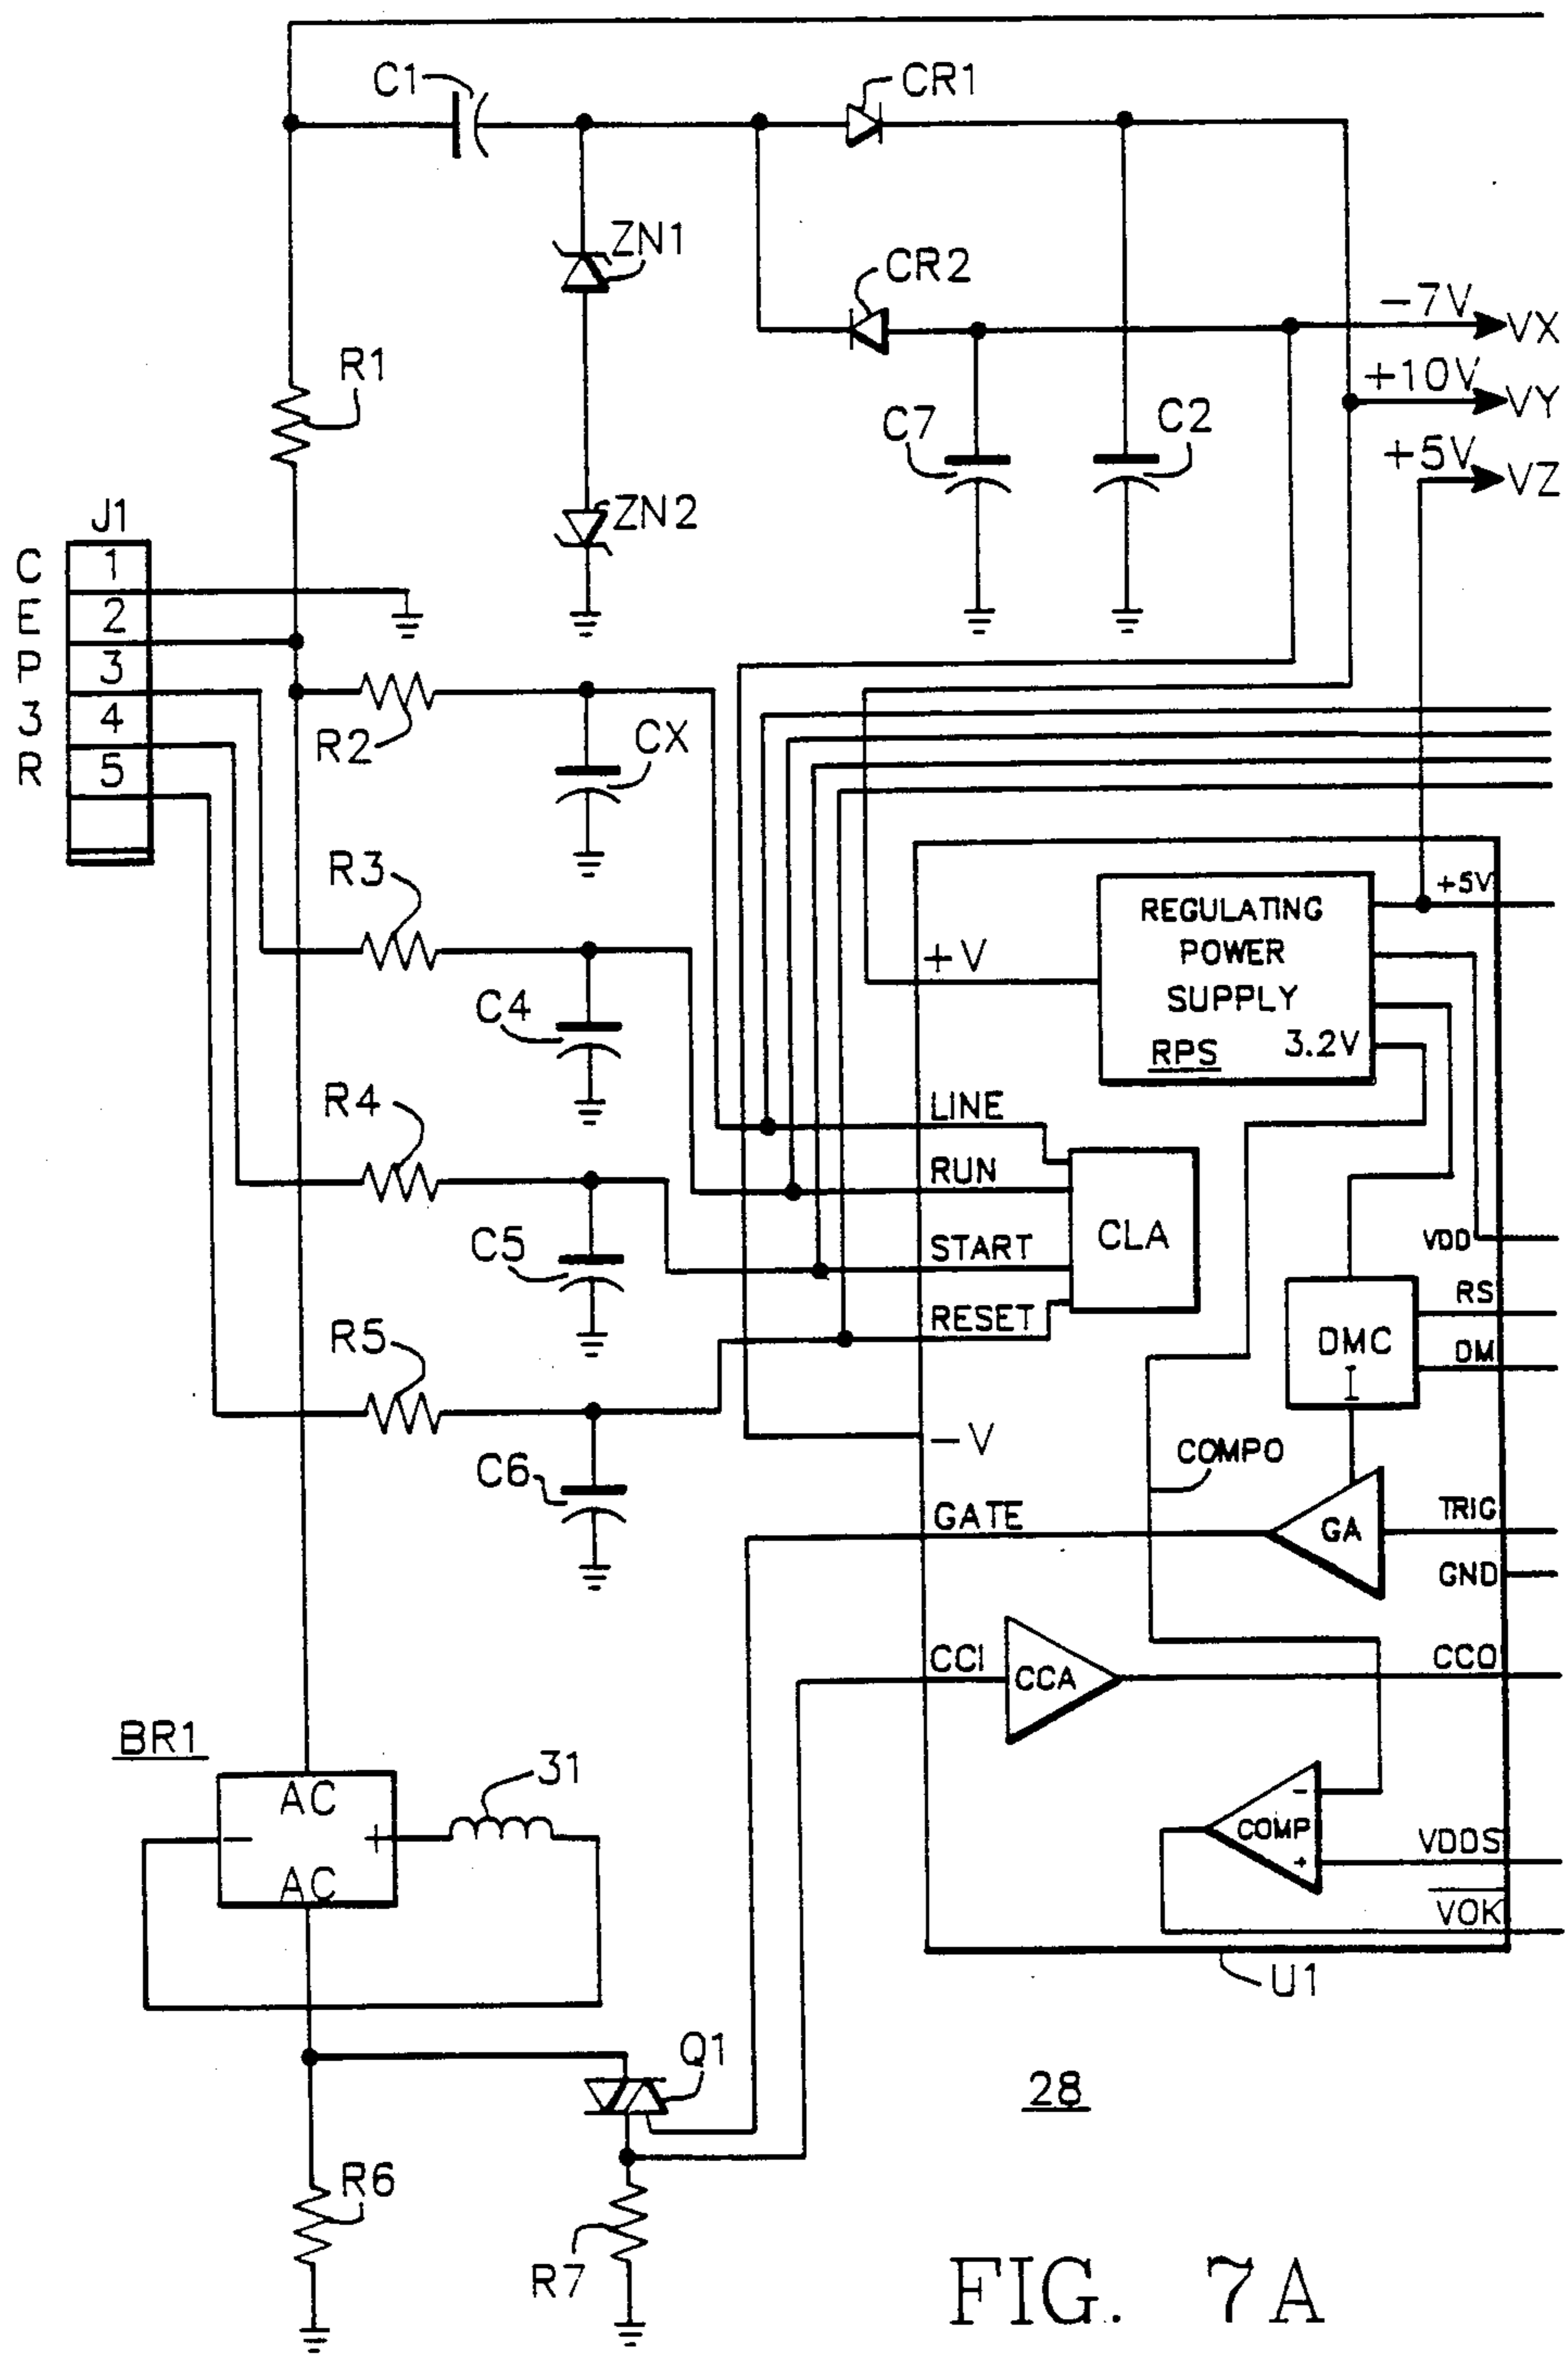 C1
CR1
ZN1
CR2
-7V
VX
R1
+10V
VY
C7
C2
+5V
VZ
ZN2
J1
C 1
E 2
P 3
3 4
R 5
R2
CX
R3
+5V
REGULATING
POWER
SUPPLY
RPS
3.2V
+V
C4
R4
LINE
RUN
CLA
START
RESET
C5
VDD
RS
DMC
DM
I
R5
-V
COMPO
C6
GATE
GA
TRIG
GND
CCI
CCA
CCO
BR1
31
AC
- +
AC
-
COMP
+
VDDS
VOK
U1
Q1
28
R6
R7
FIG. 7A